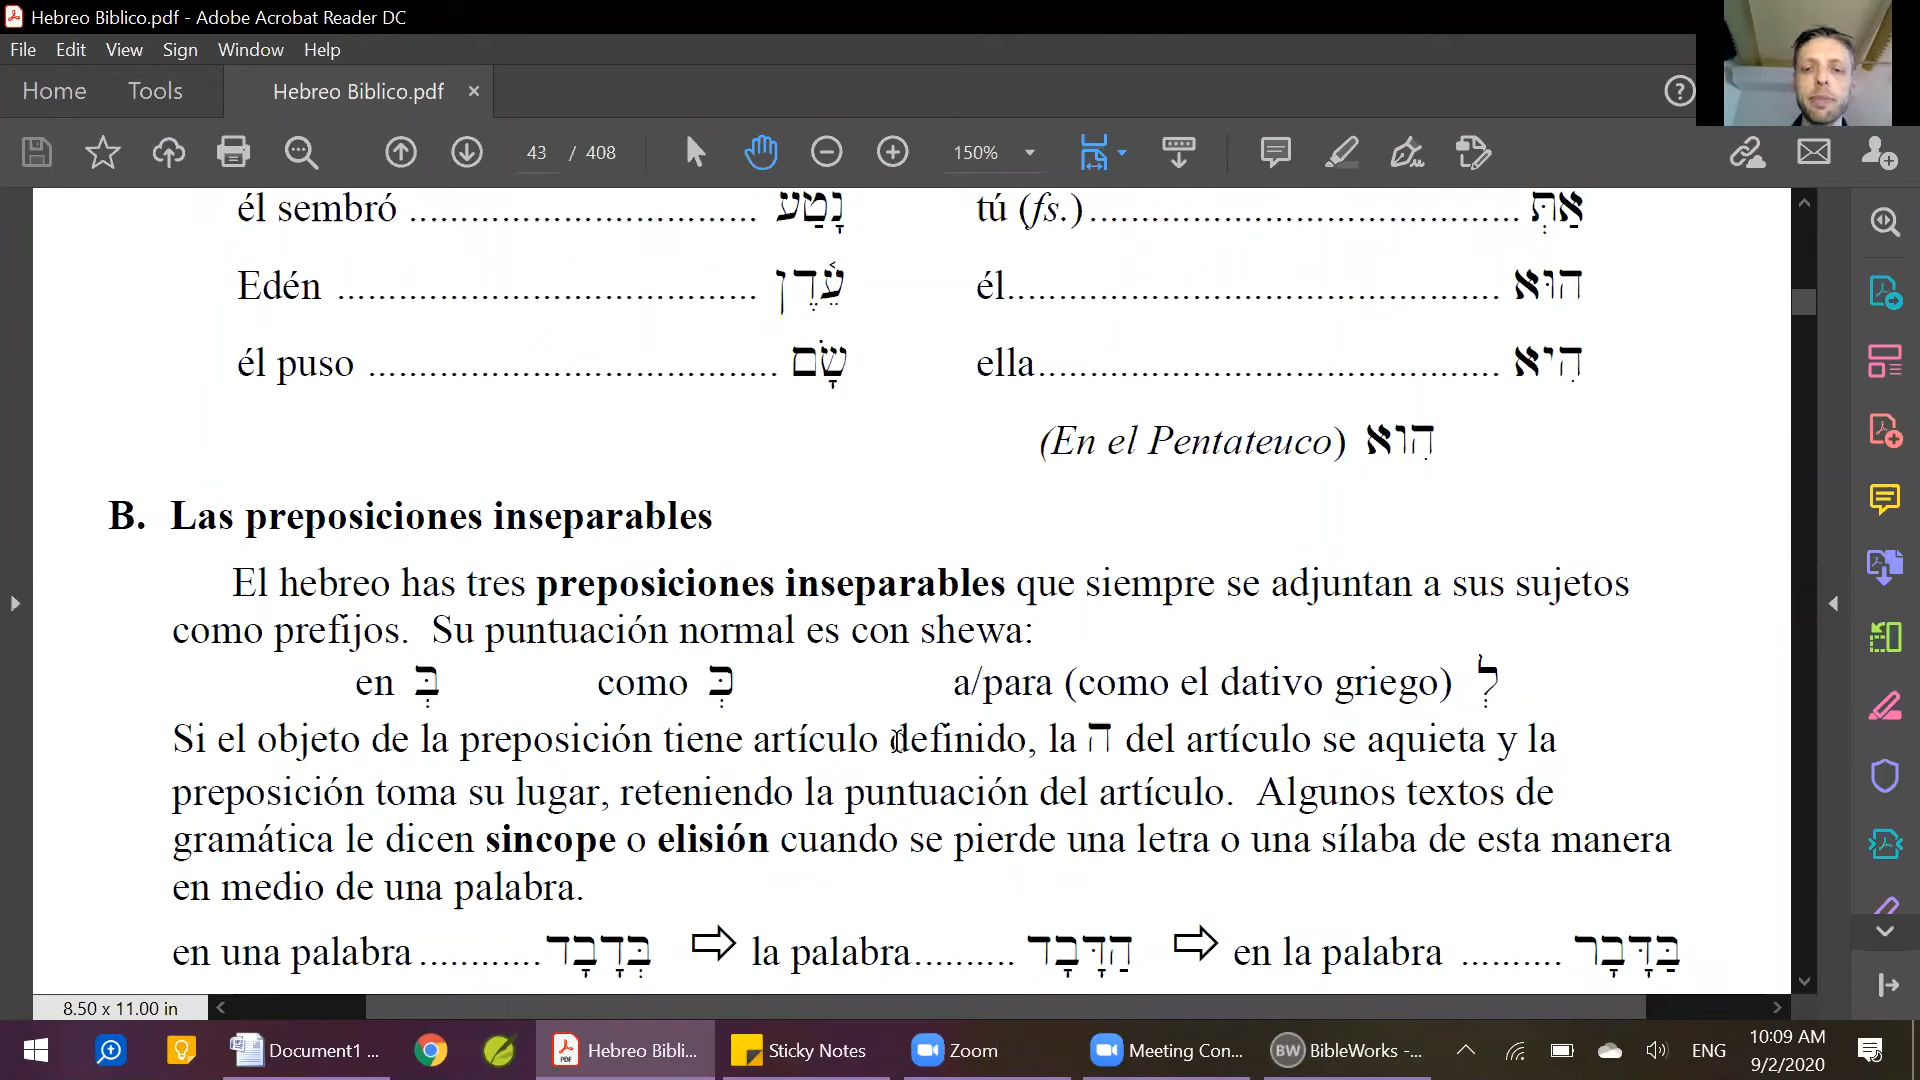 Hebreo Biblico.pdf - Adobe Acrobat Reader DC
File Edit View Sign Window Help
Home Tools Hebreo Biblico.pdf ×
43 / 408 150%
él sembró ................................. נָטַע tú (fs.) ......................................... אַתְּ
Edén ........................................ עֵ֫דֶן él ............................................... הוּא
él puso ...................................... שָׂם ella ............................................. הִיא
(En el Pentateuco) הִוא
B. Las preposiciones inseparables
El hebreo has tres preposiciones inseparables que siempre se adjuntan a sus sujetos
como prefijos. Su puntuación normal es con shewa:
en בְּ como כְּ a/para (como el dativo griego) לְ
Si el objeto de la preposición tiene artículo definido, la ה del artículo se aquieta y la
preposición toma su lugar, reteniendo la puntuación del artículo. Algunos textos de
gramática le dicen sincope o elisión cuando se pierde una letra o una sílaba de esta manera
en medio de una palabra.
en una palabra ............ בְּדָבָד ⇨ la palabra .......... הַדָּבָד ⇨ en la palabra .......... בַּדָּבָר
8.50 x 11.00 in
Document1 ... Hebreo Bibli... Sticky Notes Zoom Meeting Con... BW BibleWorks -... ENG 10:09 AM
9/2/2020